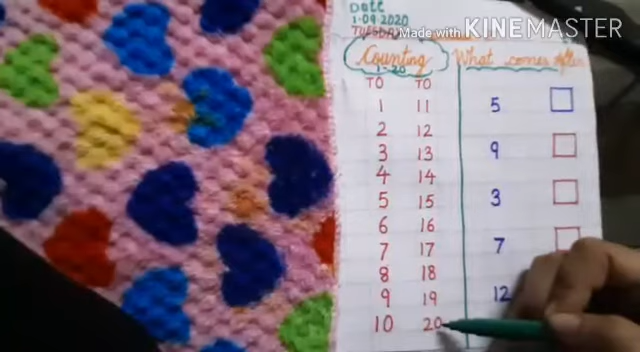 Date
1.09.2020
TUESDAY
Made with KINEMASTER
Counting
1-20
What comes after
TO TO
1 11
2 12
3 13
4 14
5 15
6 16
7 17
8 18
9 19
10 20
5
9
3
7
12